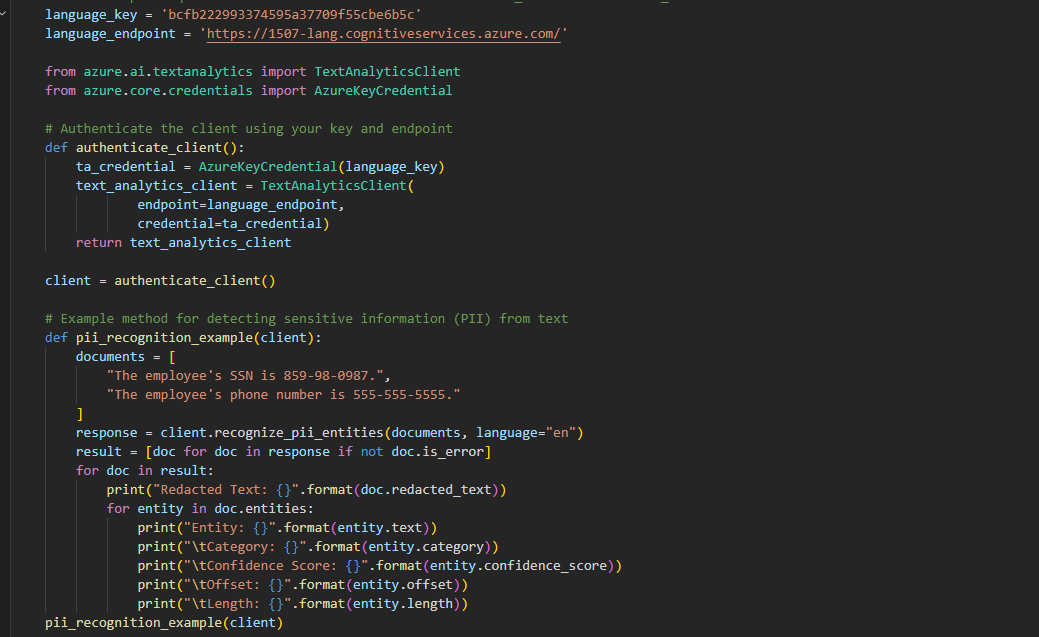 language_key = 'bcfb222993374595a37709f55cbe6b5c'
language_endpoint = 'https://1507-lang.cognitiveservices.azure.com/'
from azure.ai.textanalytics import TextAnalyticsClient
from azure.core.credentials import AzureKeyCredential
# Authenticate the client using your key and endpoint
def authenticate_client():
    ta_credential = AzureKeyCredential(language_key)
    text_analytics_client = TextAnalyticsClient(
            endpoint=language_endpoint,
            credential=ta_credential)
    return text_analytics_client
client = authenticate_client()
# Example method for detecting sensitive information (PII) from text
def pii_recognition_example(client):
    documents = [
        "The employee's SSN is 859-98-0987.",
        "The employee's phone number is 555-555-5555."
    ]
    response = client.recognize_pii_entities(documents, language="en")
    result = [doc for doc in response if not doc.is_error]
    for doc in result:
        print("Redacted Text: {}".format(doc.redacted_text))
        for entity in doc.entities:
            print("Entity: {}".format(entity.text))
            print("\tCategory: {}".format(entity.category))
            print("\tConfidence Score: {}".format(entity.confidence_score))
            print("\tOffset: {}".format(entity.offset))
            print("\tLength: {}".format(entity.length))
pii_recognition_example(client)